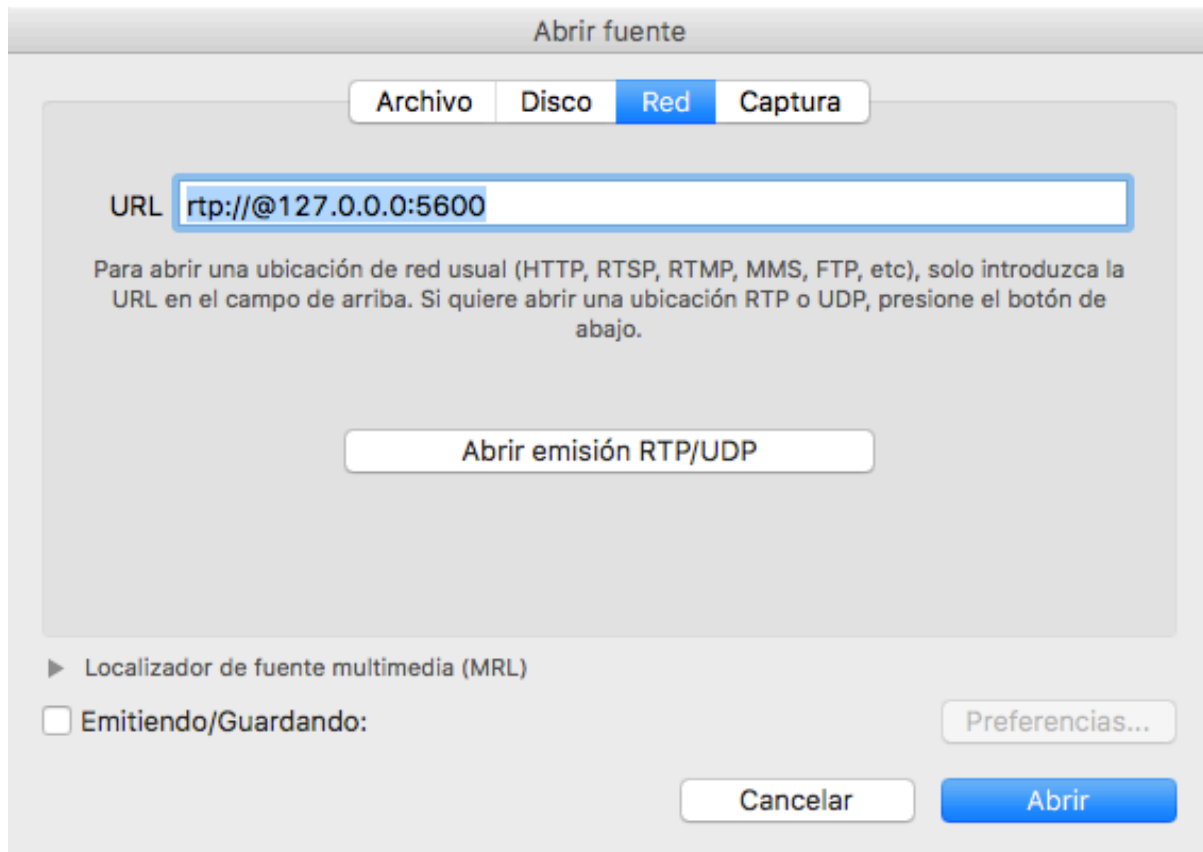 Abrir fuente
Archivo Disco Red Captura
URL rtp://@127.0.0.0:5600
Para abrir una ubicación de red usual (HTTP, RTSP, RTMP, MMS, FTP, etc), solo introduzca la
URL en el campo de arriba. Si quiere abrir una ubicación RTP o UDP, presione el botón de
abajo.
Abrir emisión RTP/UDP
Localizador de fuente multimedia (MRL)
Emitiendo/Guardando: Preferencias...
Cancelar Abrir